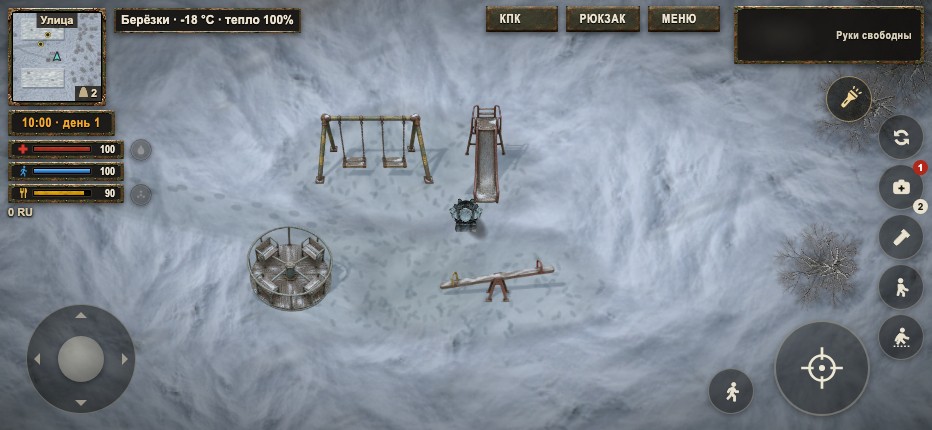 Улица
Берёзки · -18 °C · тепло 100%
КПК
РЮКЗАК
МЕНЮ
Руки свободны
2
10:00 · день 1
100
100
90
0 RU
1
2